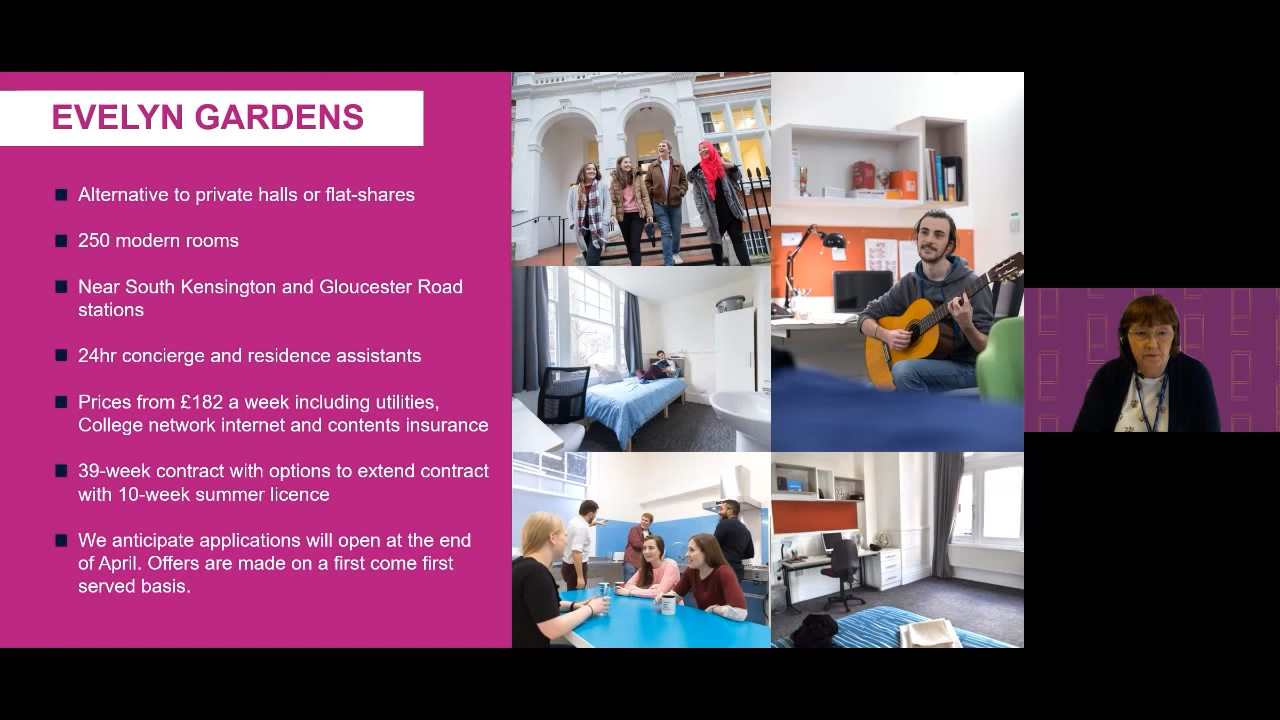 EVELYN GARDENS
Alternative to private halls or flat-shares
250 modern rooms
Near South Kensington and Gloucester Road
stations
24hr concierge and residence assistants
Prices from £182 a week including utilities,
College network internet and contents insurance
39-week contract with options to extend contract
with 10-week summer licence
We anticipate applications will open at the end
of April. Offers are made on a first come first
served basis.